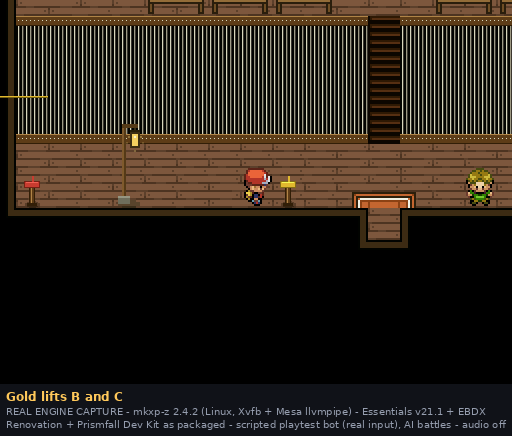 Gold lifts B and C
REAL ENGINE CAPTURE - mkxp-z 2.4.2 (Linux, Xvfb + Mesa llvmpipe) - Essentials v21.1 + EBDX
Renovation + Prismfall Dev Kit as packaged - scripted playtest bot (real input), AI battles - audio off